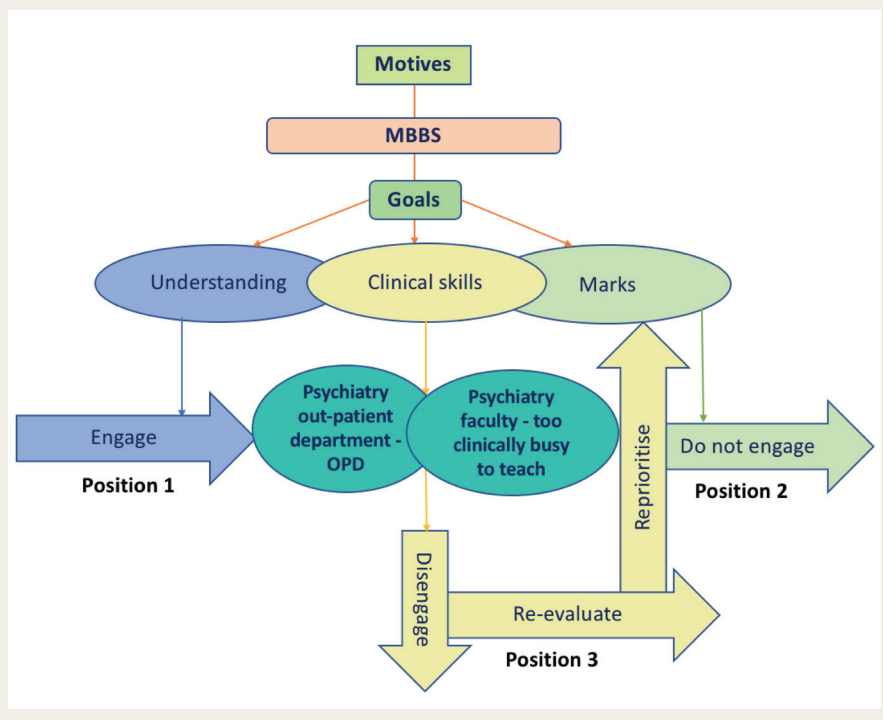 Motives
MBBS
Goals
Understanding
Clinical skills
Marks
Psychiatry
out-patient
department -
OPD
Psychiatry
faculty - too
clinically busy
to teach
Engage
Position 1
Reprioritise
Do not engage
Position 2
Disengage
Re-evaluate
Position 3